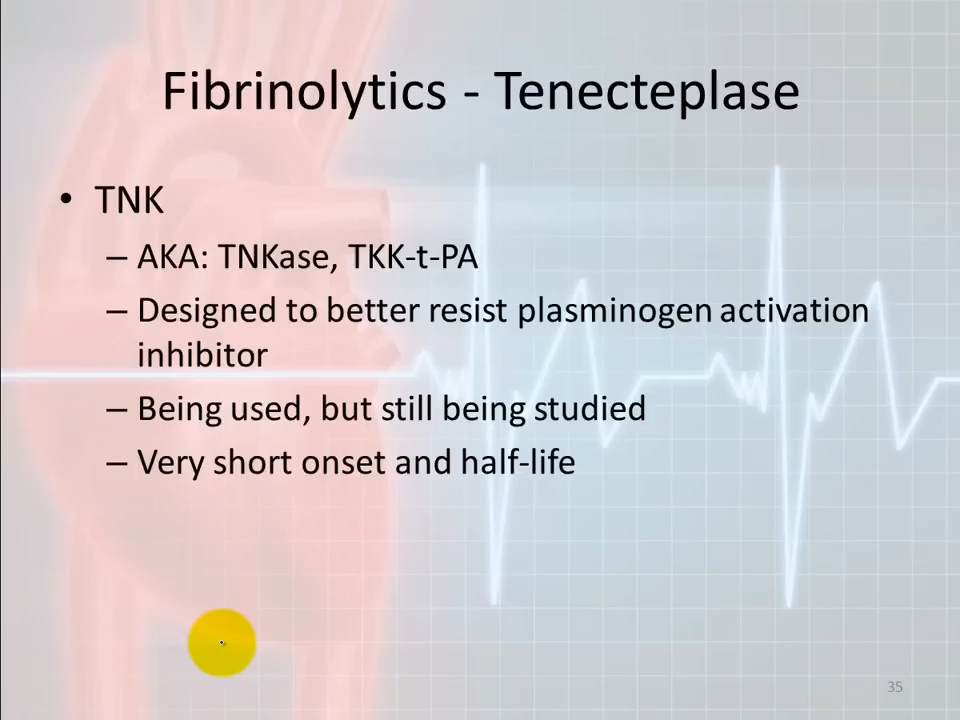 Fibrinolytics - Tenecteplase
• TNK
– AKA: TNKase, TKK-t-PA
– Designed to better resist plasminogen activation
inhibitor
– Being used, but still being studied
– Very short onset and half-life
35